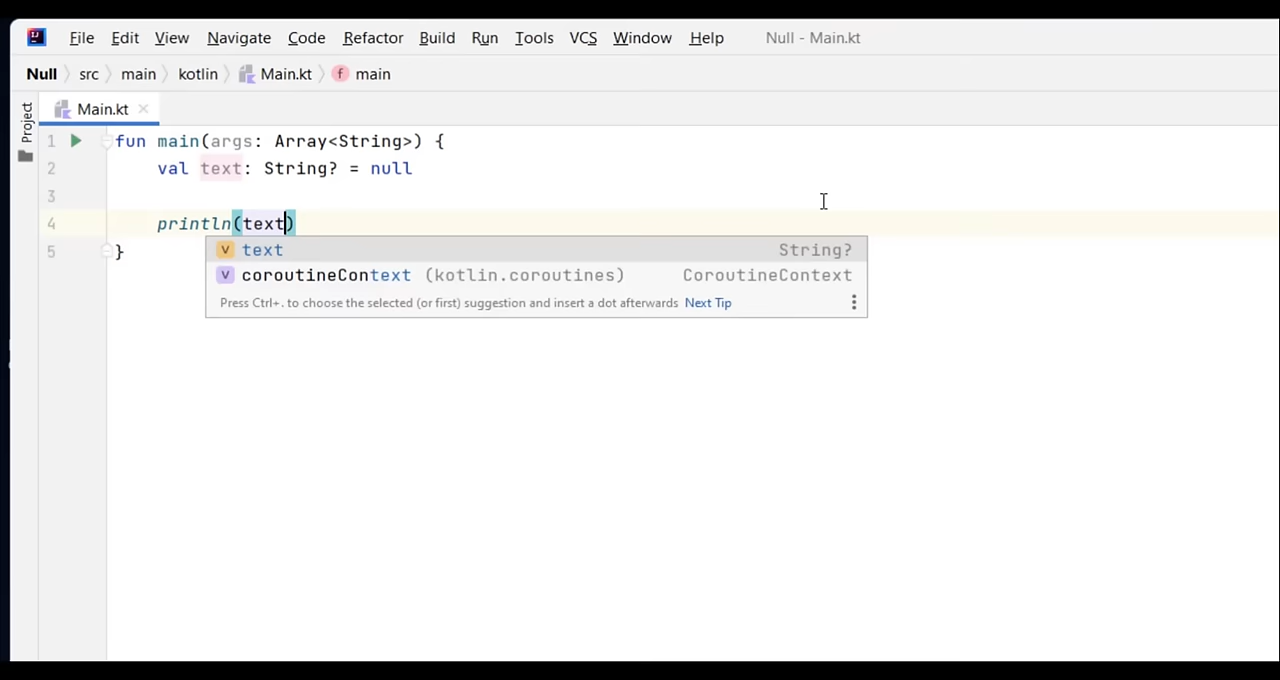 File Edit View Navigate Code Refactor Build Run Tools VCS Window Help Null - Main.kt
Null src main kotlin Main.kt f main
Project
Main.kt
1 fun main(args: Array<String>) {
2 val text: String? = null
3
4 println(text)
5 }
v text String?
v coroutineContext (kotlin.coroutines) CoroutineContext
Press Ctrl+. to choose the selected (or first) suggestion and insert a dot afterwards Next Tip